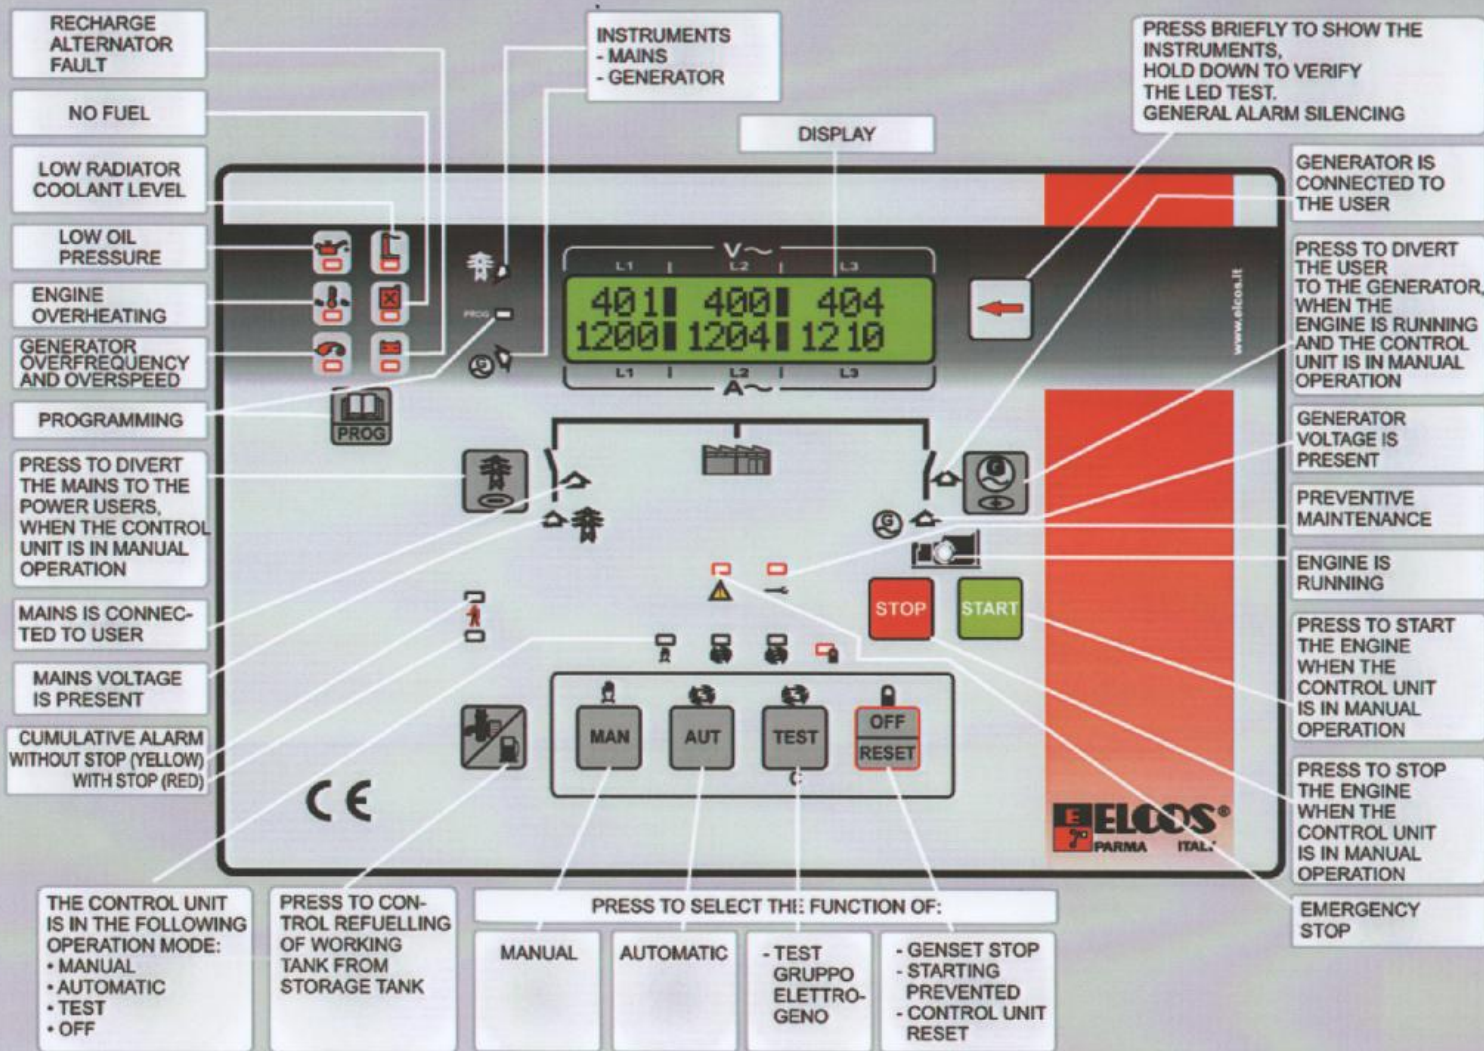 RECHARGE
ALTERNATOR
FAULT
NO FUEL
LOW RADIATOR
COOLANT LEVEL
LOW OIL
PRESSURE
ENGINE
OVERHEATING
GENERATOR
OVERFREQUENCY
AND OVERSPEED
PROGRAMMING
PRESS TO DIVERT
THE MAINS TO THE
POWER USERS,
WHEN THE CONTROL
UNIT IS IN MANUAL
OPERATION
MAINS IS CONNEC-
TED TO USER
MAINS VOLTAGE
IS PRESENT
CUMULATIVE ALARM
WITHOUT STOP (YELLOW)
WITH STOP (RED)
INSTRUMENTS
- MAINS
- GENERATOR
DISPLAY
PRESS BRIEFLY TO SHOW THE
INSTRUMENTS,
HOLD DOWN TO VERIFY
THE LED TEST.
GENERAL ALARM SILENCING
GENERATOR IS
CONNECTED TO
THE USER
PRESS TO DIVERT
THE USER
TO THE GENERATOR,
WHEN THE
ENGINE IS RUNNING
AND THE CONTROL
UNIT IS IN MANUAL
OPERATION
GENERATOR
VOLTAGE IS
PRESENT
PREVENTIVE
MAINTENANCE
ENGINE IS
RUNNING
PRESS TO START
THE ENGINE
WHEN THE
CONTROL UNIT
IS IN MANUAL
OPERATION
PRESS TO STOP
THE ENGINE
WHEN THE
CONTROL UNIT
IS IN MANUAL
OPERATION
EMERGENCY
STOP
V~
L1 | L2 | L3
401 400 404
1200 1204 1210
L1 | L2 L3
A~
PROG
PROG
www.elcos.it
G
G
G
STOP
START
MAN
AUT
TEST
C
OFF
RESET
CE
ELCOS®
PARMA ITALY
THE CONTROL UNIT
IS IN THE FOLLOWING
OPERATION MODE:
• MANUAL
• AUTOMATIC
• TEST
• OFF
PRESS TO CON-
TROL REFUELLING
OF WORKING
TANK FROM
STORAGE TANK
PRESS TO SELECT THE FUNCTION OF:
MANUAL
AUTOMATIC
- TEST
GRUPPO
ELETTRO-
GENO
- GENSET STOP
- STARTING
PREVENTED
- CONTROL UNIT
RESET